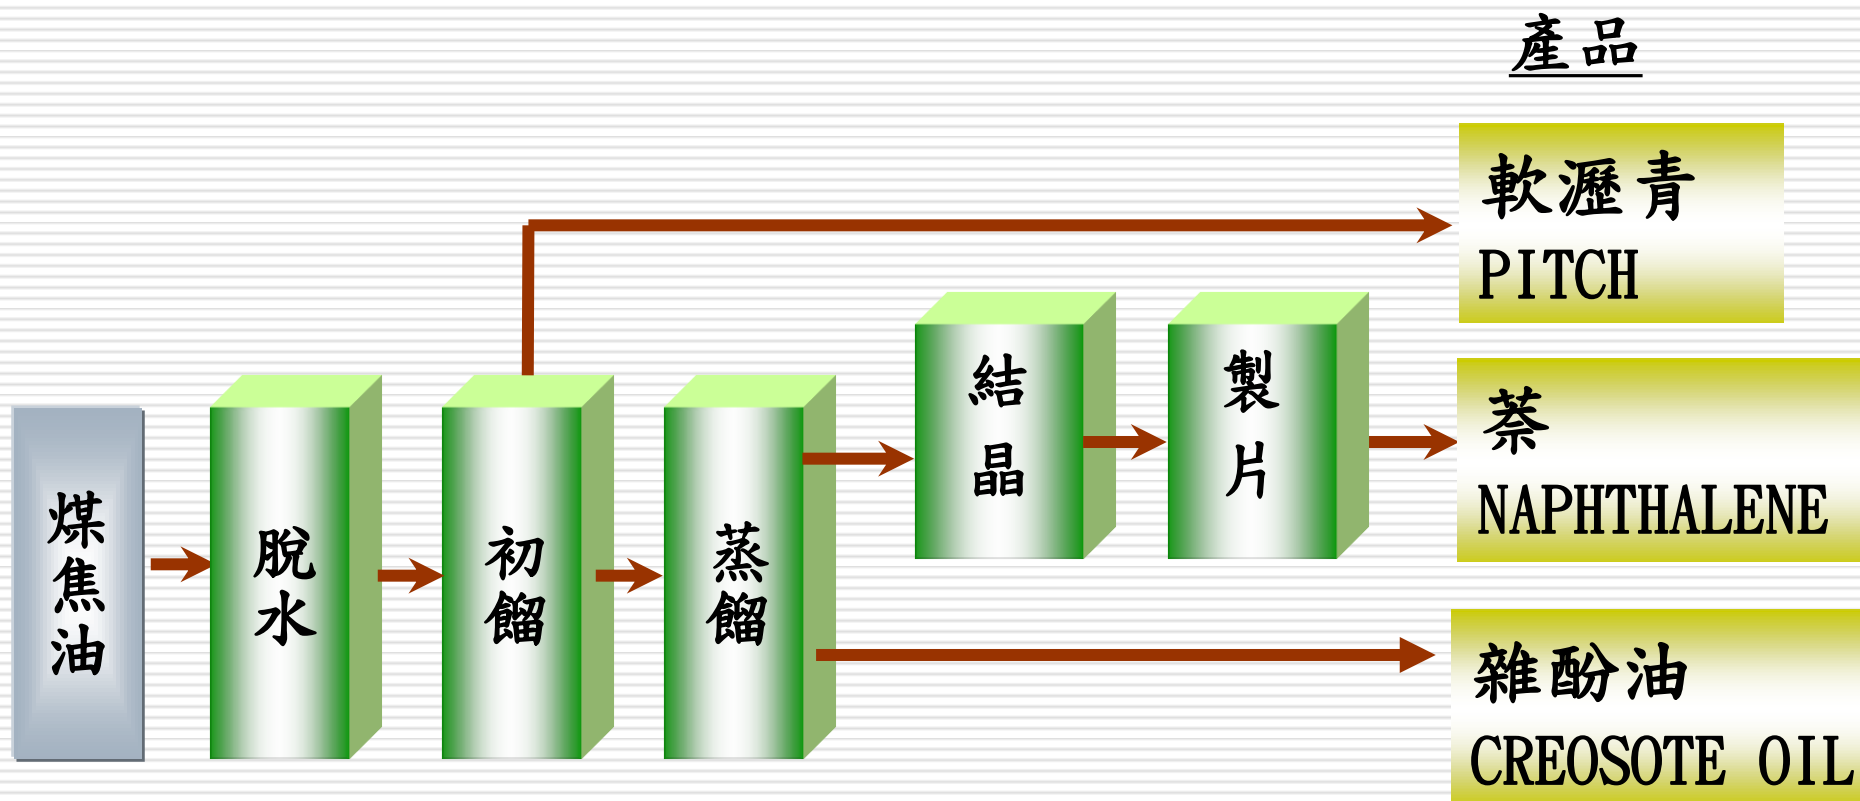 產品
軟瀝青
PITCH
結晶
製片
萘
NAPHTHALENE
煤焦油
脫水
初餾
蒸餾
雜酚油
CREOSOTE OIL